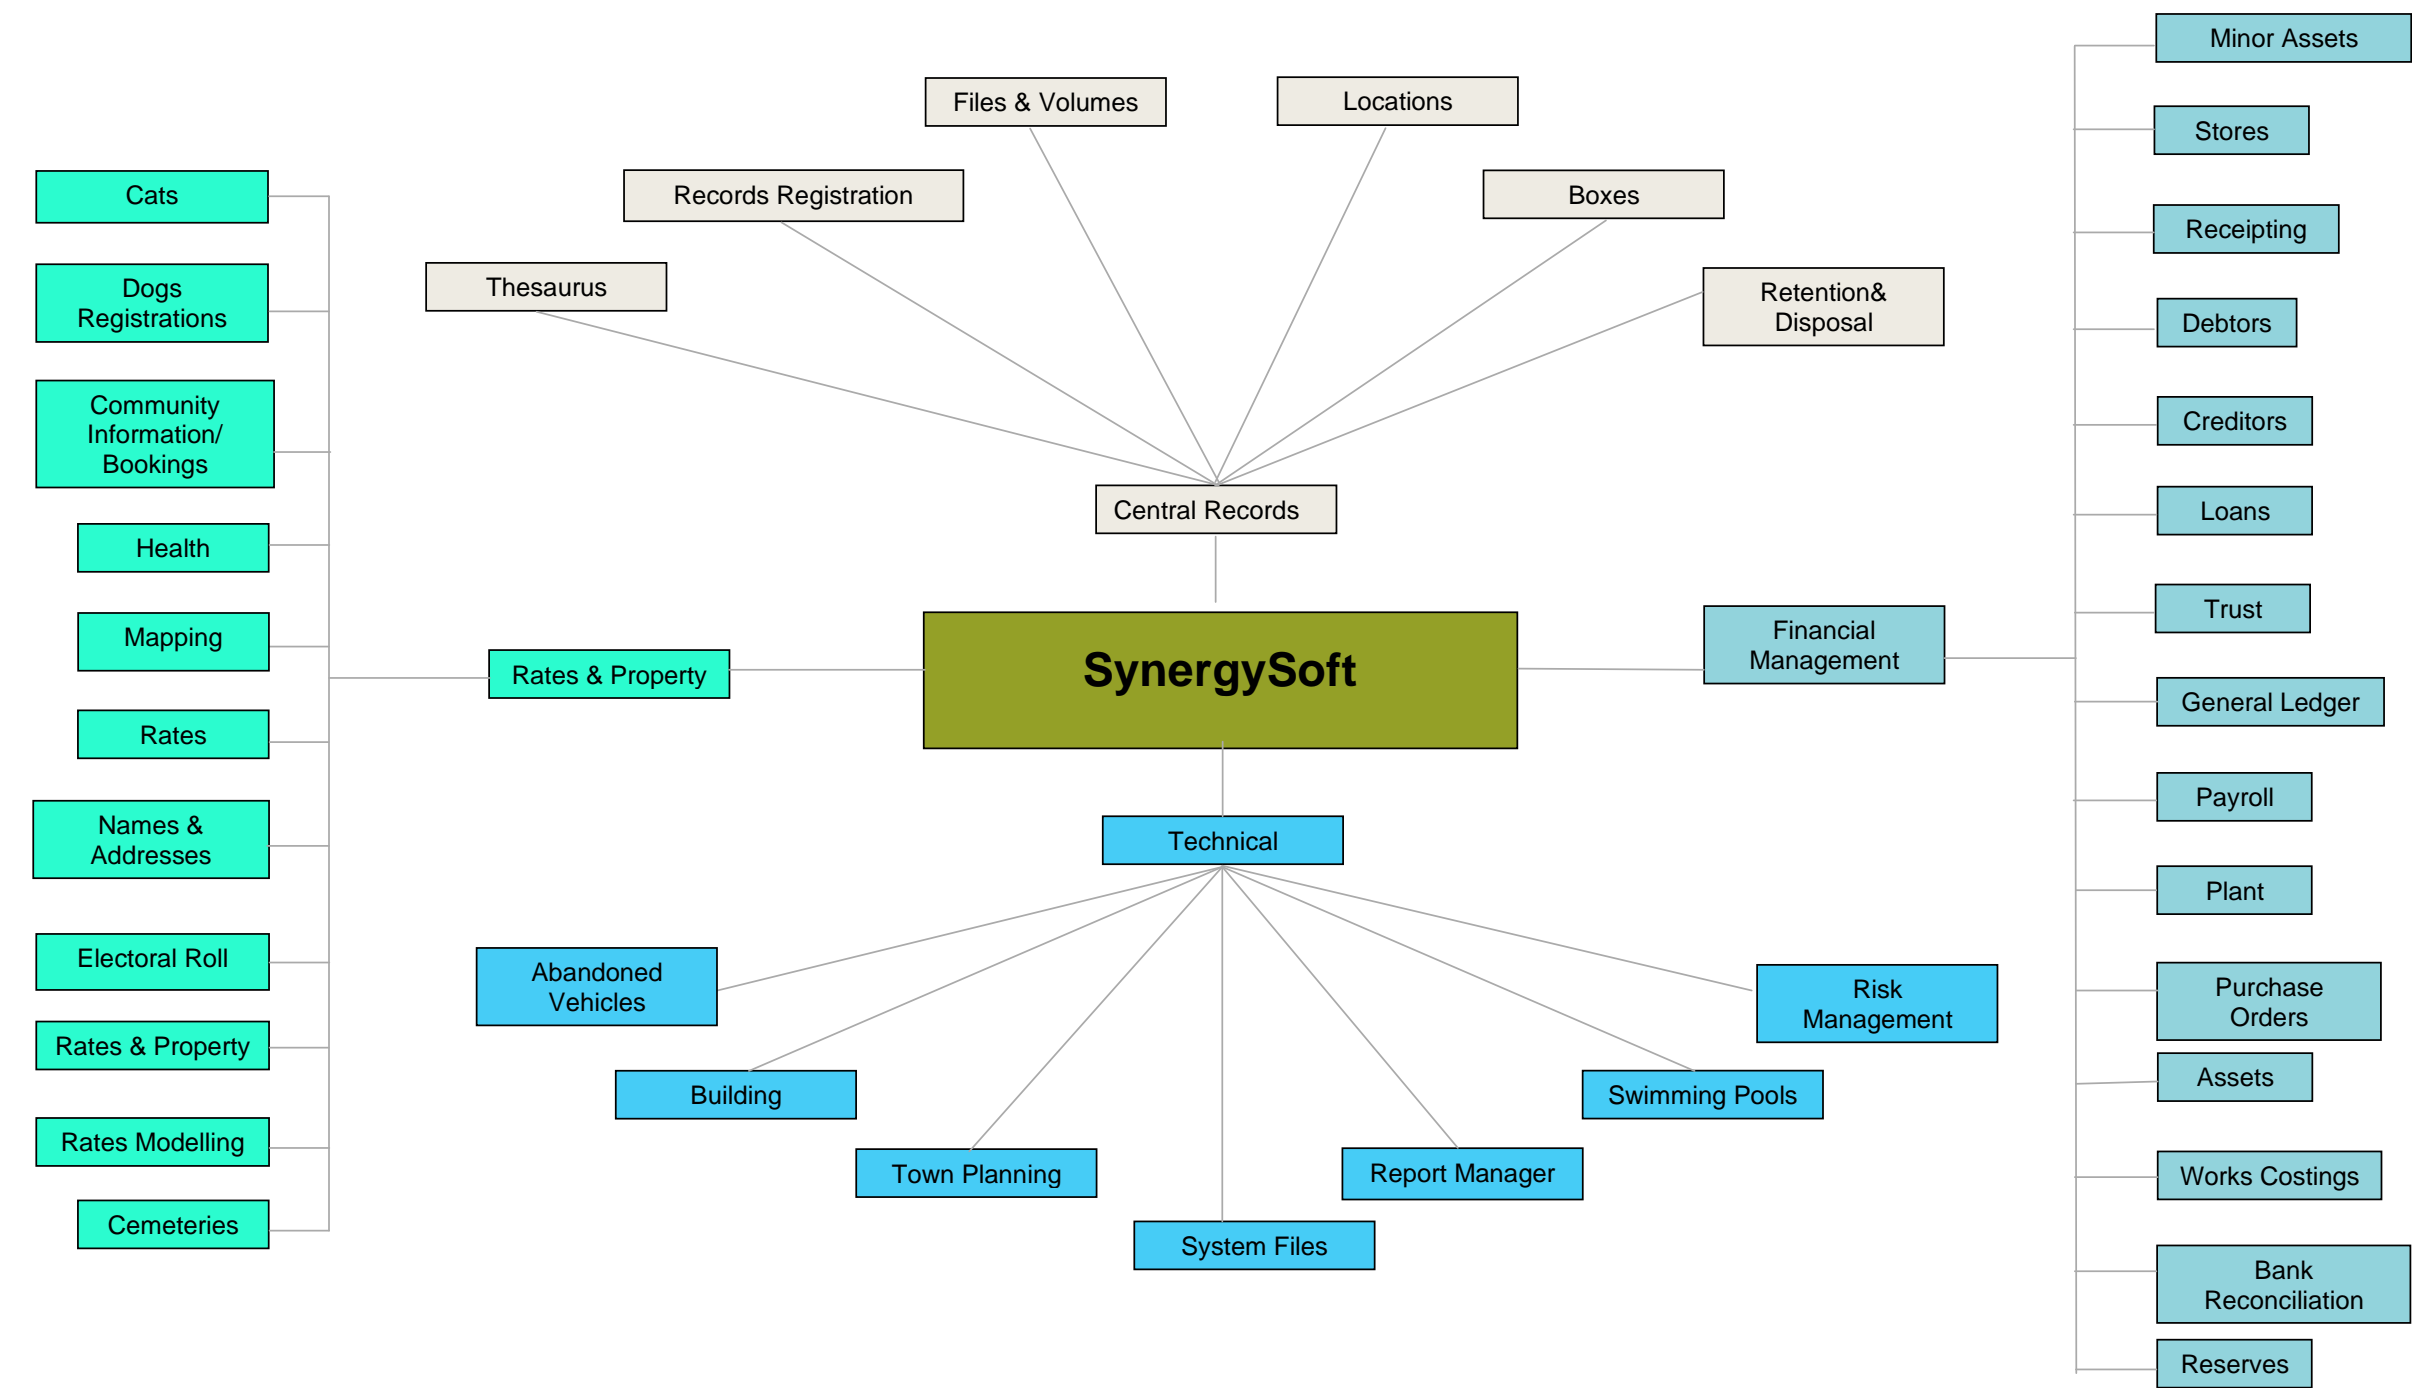 Minor Assets
Stores
Receipting
Debtors
Creditors
Loans
Trust
General Ledger
Payroll
Plant
Purchase
Orders
Assets
Works Costings
Bank
Reconciliation
Reserves
Financial
Management
Files & Volumes
Locations
Records Registration
Boxes
Thesaurus
Retention&
Disposal
Central Records
SynergySoft
Rates & Property
Cats
Dogs
Registrations
Community
Information/
Bookings
Health
Mapping
Rates
Names &
Addresses
Electoral Roll
Rates & Property
Rates Modelling
Cemeteries
Technical
Abandoned
Vehicles
Building
Town Planning
System Files
Report Manager
Swimming Pools
Risk
Management